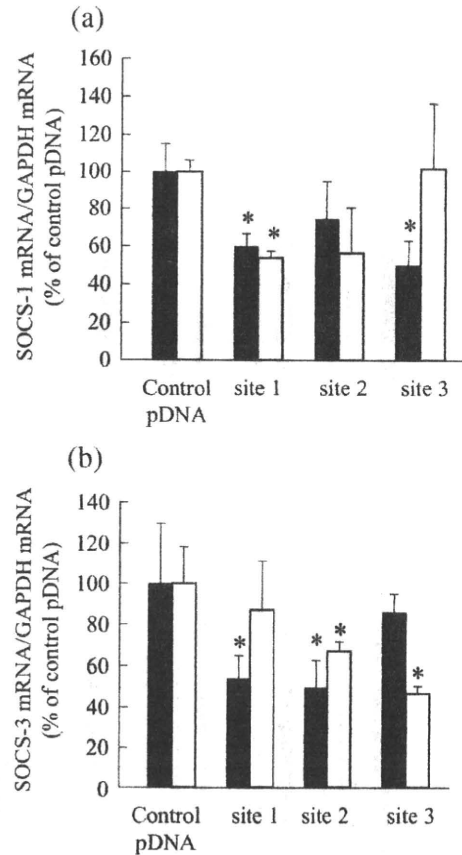 (a)
SOCS-1 mRNA/GAPDH mRNA
(% of control pDNA)
160
140
120
100
80
60
40
20
0
* * *
Control pDNA site 1 site 2 site 3
(b)
SOCS-3 mRNA/GAPDH mRNA
(% of control pDNA)
140
120
100
80
60
40
20
0
* * * *
Control pDNA site 1 site 2 site 3